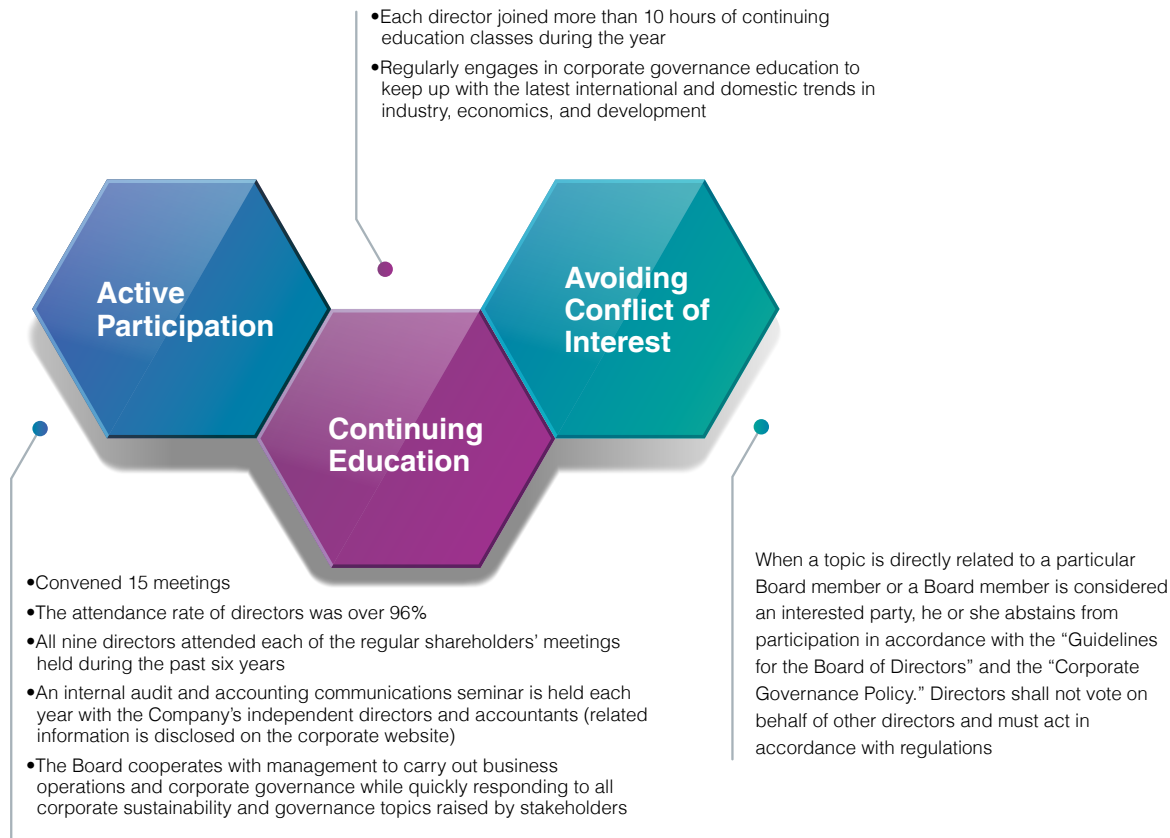 •Each director joined more than 10 hours of continuing
education classes during the year
•Regularly engages in corporate governance education to
keep up with the latest international and domestic trends in
industry, economics, and development
Active
Participation
Continuing
Education
Avoiding
Conflict of
Interest
•Convened 15 meetings
•The attendance rate of directors was over 96%
•All nine directors attended each of the regular shareholders’ meetings
held during the past six years
•An internal audit and accounting communications seminar is held each
year with the Company’s independent directors and accountants (related
information is disclosed on the corporate website)
•The Board cooperates with management to carry out business
operations and corporate governance while quickly responding to all
corporate sustainability and governance topics raised by stakeholders
When a topic is directly related to a particular
Board member or a Board member is considered
an interested party, he or she abstains from
participation in accordance with the “Guidelines
for the Board of Directors” and the “Corporate
Governance Policy.” Directors shall not vote on
behalf of other directors and must act in
accordance with regulations